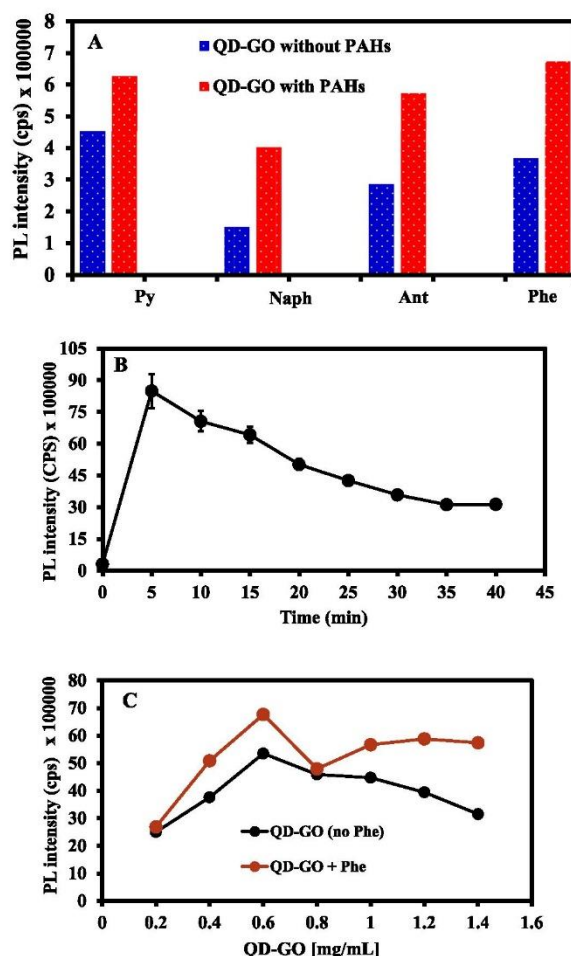 A
QD-GO without PAHs
QD-GO with PAHs
PL intensity (cps) x 100000
8
7
6
5
4
3
2
1
0
Py Naph Ant Phe
B
PL intensity (CPS) x 100000
105
90
75
60
45
30
15
0
0 5 10 15 20 25 30 35 40 45
Time (min)
C
PL intensity (cps) x 100000
80
70
60
50
40
30
20
10
0
QD-GO (no Phe)
QD-GO + Phe
0 0.2 0.4 0.6 0.8 1 1.2 1.4 1.6
QD-GO [mg/mL]